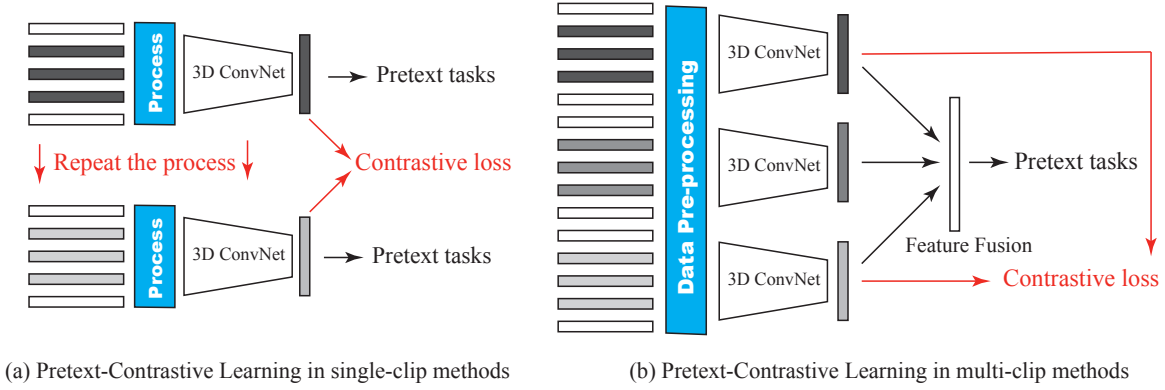 Process
3D ConvNet
Pretext tasks
Repeat the process
Contrastive loss
Process
3D ConvNet
Pretext tasks
(a) Pretext-Contrastive Learning in single-clip methods
Data Pre-processing
3D ConvNet
3D ConvNet
Pretext tasks
Feature Fusion
3D ConvNet
Contrastive loss
(b) Pretext-Contrastive Learning in multi-clip methods